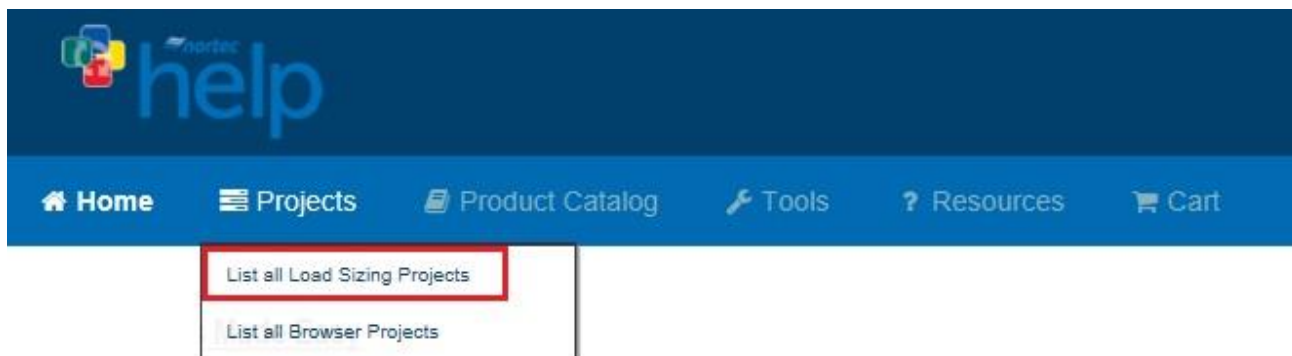 nortec
help
Home Projects Product Catalog Tools ? Resources Cart
List all Load Sizing Projects
List all Browser Projects